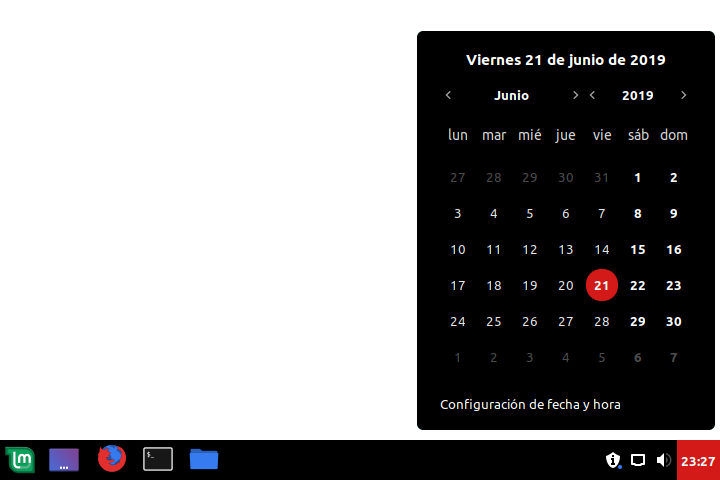 Viernes 21 de junio de 2019
Junio 2019
lun mar mié jue vie sáb dom
27 28 29 30 31 1 2
3 4 5 6 7 8 9
10 11 12 13 14 15 16
17 18 19 20 21 22 23
24 25 26 27 28 29 30
1 2 3 4 5 6 7
Configuración de fecha y hora
lm $_ 23:27